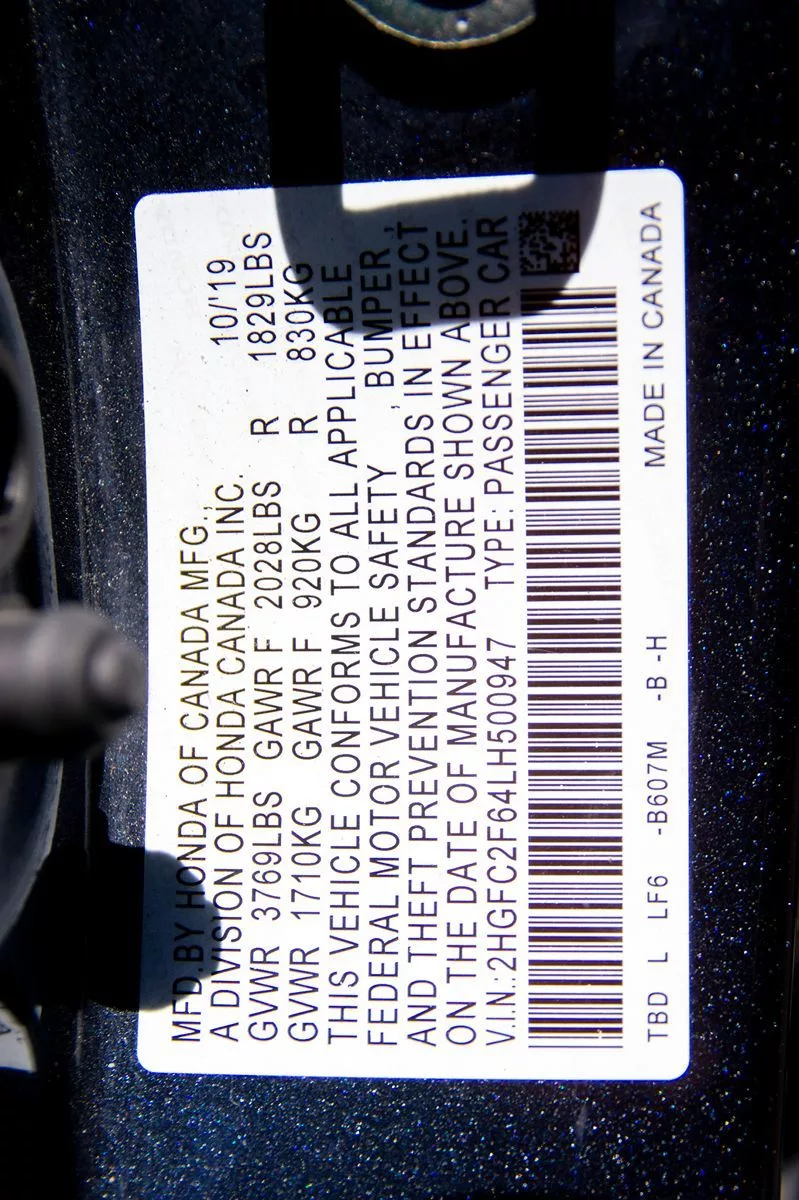 MFD.BY HONDA OF CANADA MFG.,
A DIVISION OF HONDA CANADA INC. 10/'19
GVWR 3769LBS GAWR F 2028LBS R 1829LBS
GVWR 1710KG GAWR F 920KG R 830KG
THIS VEHICLE CONFORMS TO ALL APPLICABLE
FEDERAL MOTOR VEHICLE SAFETY , BUMPER ,
AND THEFT PREVENTION STANDARDS IN EFFECT
ON THE DATE OF MANUFACTURE SHOWN ABOVE.
V.I.N.:2HGFC2F64LH500947 TYPE: PASSENGER CAR
TBD L LF6 -B607M -B -H MADE IN CANADA